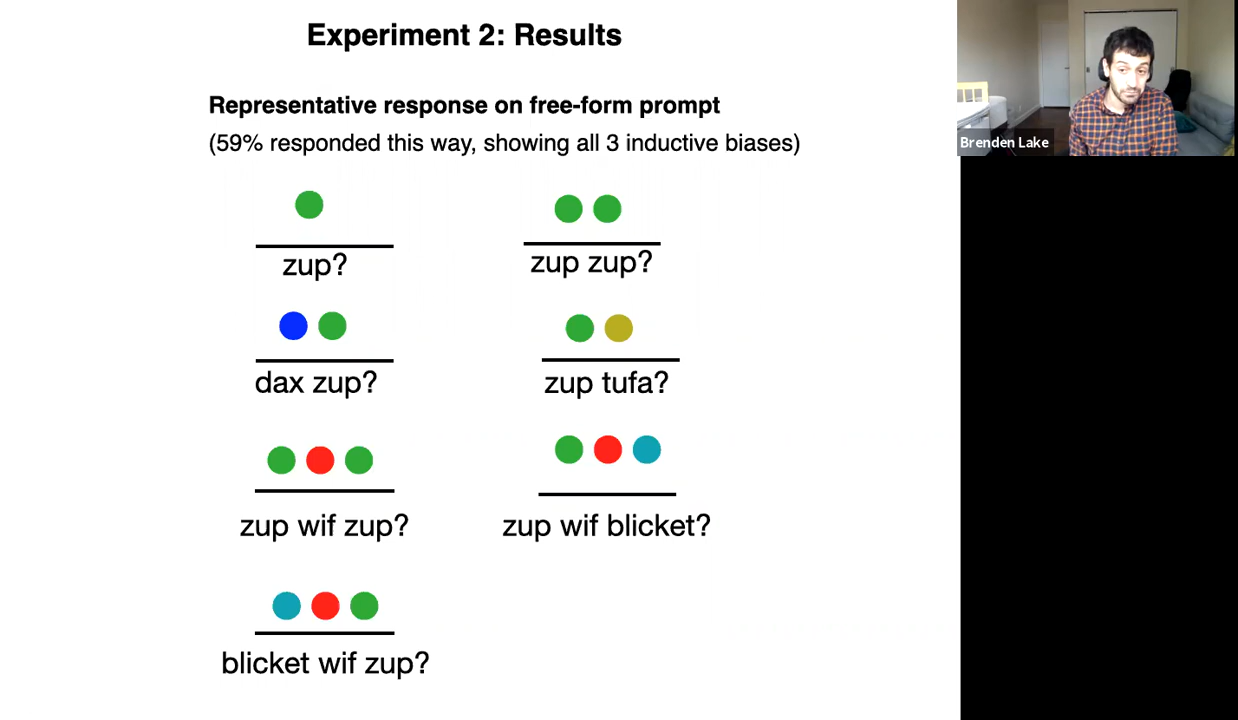 Experiment 2: Results
Representative response on free-form prompt
(59% responded this way, showing all 3 inductive biases)
zup?
zup zup?
dax zup?
zup tufa?
zup wif zup?
zup wif blicket?
blicket wif zup?
Brenden Lake